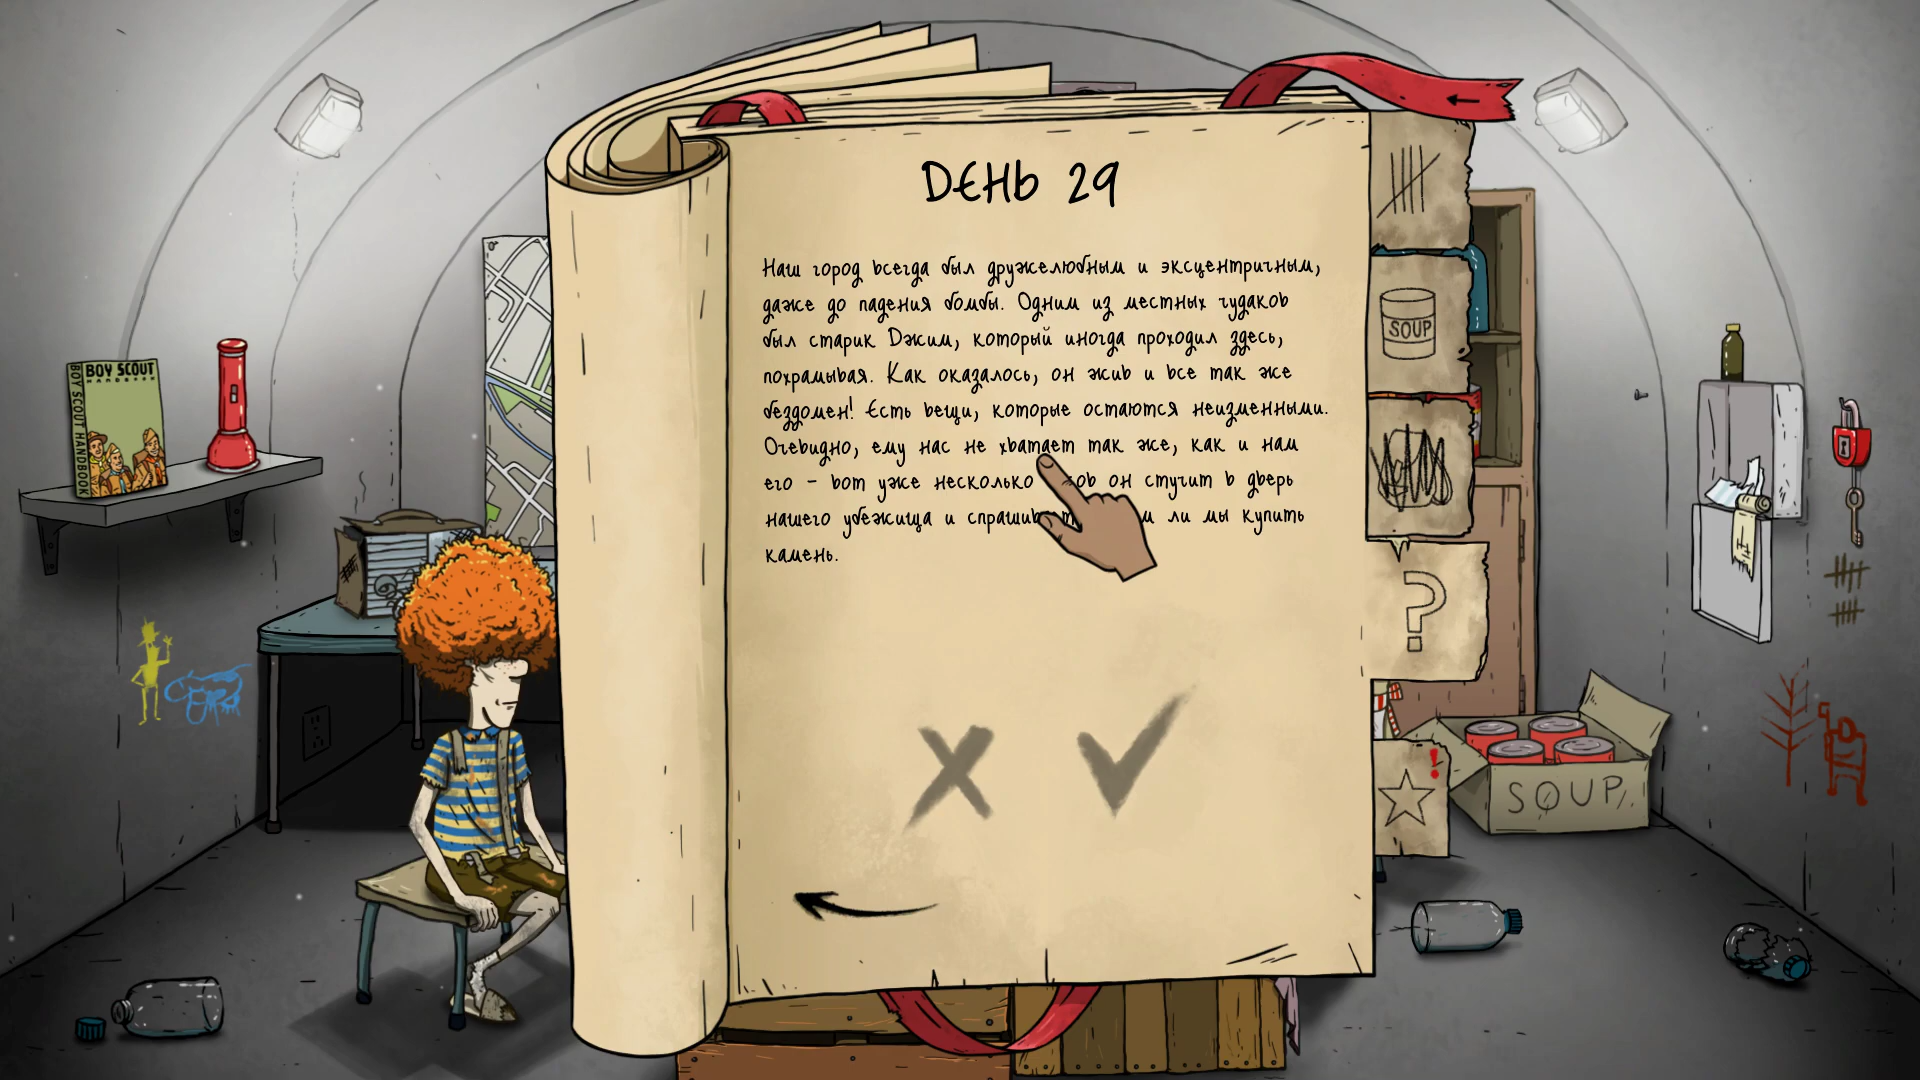 ДЕНЬ 29
Наш город всегда был дружелюбным и эксцентричным,
даже до падения бомбы. Одним из местных чудаков
был старик Джим, который иногда проходил здесь,
похрамывая. Как оказалось, он жив и все так же
бездомен! Есть вещи, которые остаются неизменными.
Очевидно, ему нас не хватает так же, как и нам
его - вот уже несколько он стучит в дверь
нашего убежища и ли мы купить
камень.
BOY SCOUT
HANDBOOK
BOY SCOUT HANDBOOK
SOUP
?
!
SOUP